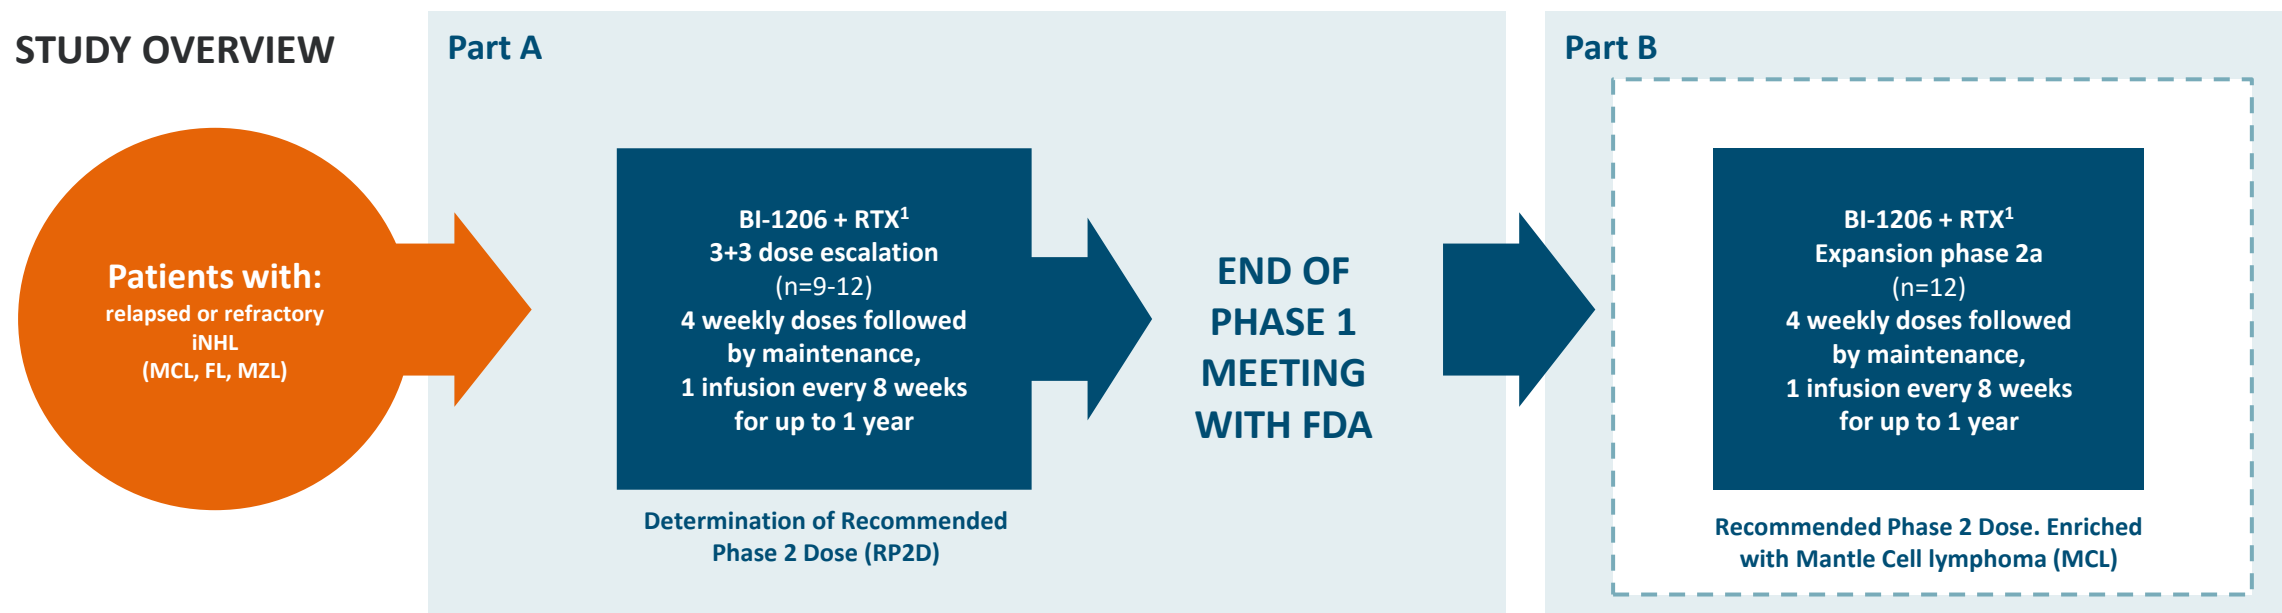 STUDY OVERVIEW
Patients with:
relapsed or refractory
iNHL
(MCL, FL, MZL)
Part A
BI-1206 + RTX¹
3+3 dose escalation
(n=9-12)
4 weekly doses followed
by maintenance,
1 infusion every 8 weeks
for up to 1 year
Determination of Recommended
Phase 2 Dose (RP2D)
END OF
PHASE 1
MEETING
WITH FDA
Part B
BI-1206 + RTX¹
Expansion phase 2a
(n=12)
4 weekly doses followed
by maintenance,
1 infusion every 8 weeks
for up to 1 year
Recommended Phase 2 Dose. Enriched
with Mantle Cell lymphoma (MCL)